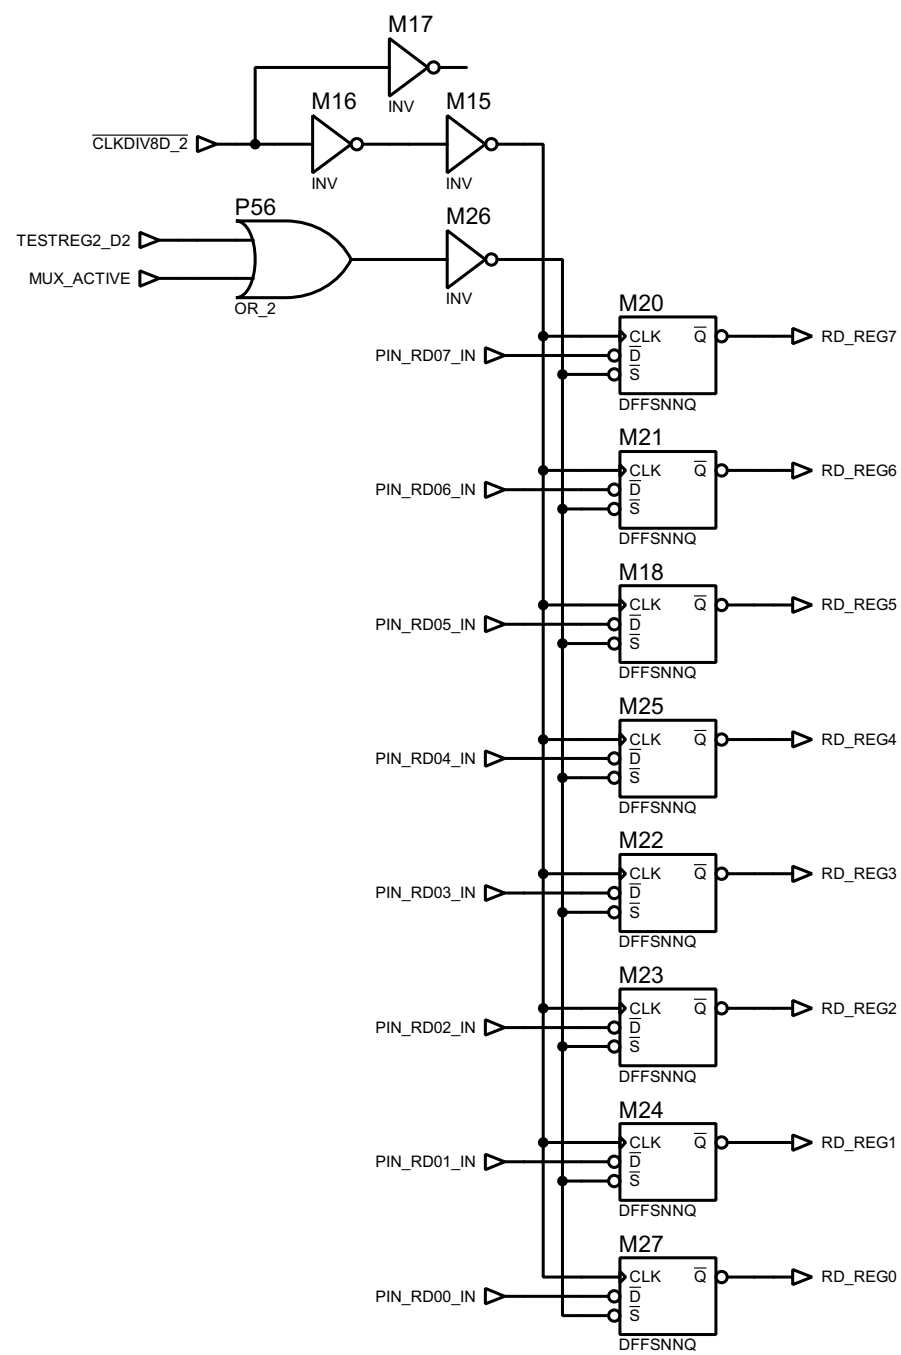 M17
INV
M16
M15
C̅L̅K̅D̅I̅V̅8̅D̅_̅2̅
INV
INV
P56
M26
TESTREG2_D2
MUX_ACTIVE
OR_2
INV
M20
CLK Q̅
PIN_RD07_IN D̅
S̅
RD_REG7
DFFSNNQ
M21
CLK Q̅
PIN_RD06_IN D̅
S̅
RD_REG6
DFFSNNQ
M18
CLK Q̅
PIN_RD05_IN D̅
S̅
RD_REG5
DFFSNNQ
M25
CLK Q̅
PIN_RD04_IN D̅
S̅
RD_REG4
DFFSNNQ
M22
CLK Q̅
PIN_RD03_IN D̅
S̅
RD_REG3
DFFSNNQ
M23
CLK Q̅
PIN_RD02_IN D̅
S̅
RD_REG2
DFFSNNQ
M24
CLK Q̅
PIN_RD01_IN D̅
S̅
RD_REG1
DFFSNNQ
M27
CLK Q̅
PIN_RD00_IN D̅
S̅
RD_REG0
DFFSNNQ